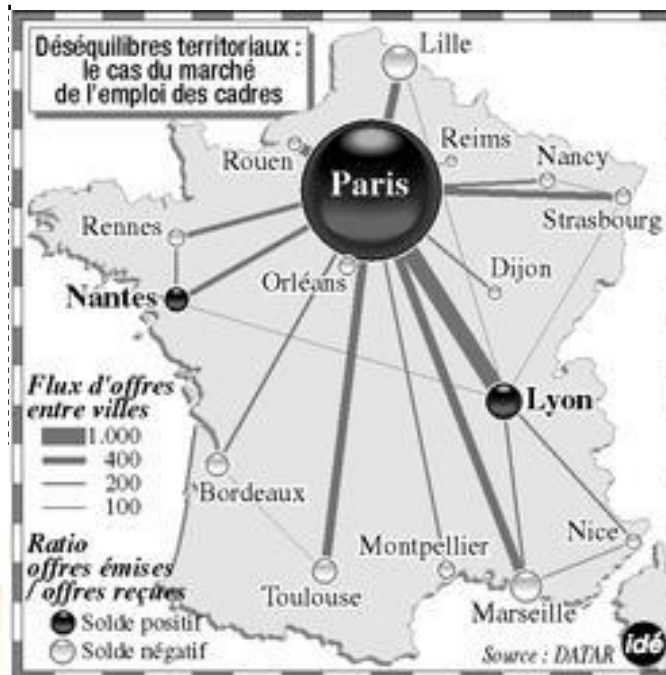 Déséquilibres territoriaux :
le cas du marché
de l'emploi des cadres
Lille
Rouen
Reims
Nancy
Paris
Strasbourg
Rennes
Orléans
Dijon
Nantes
Lyon
Flux d'offres
entre villes
1.000
400
200
100
Bordeaux
Nice
Montpellier
Toulouse
Marseille
Ratio
offres émises
/ offres reçues
Solde positif
Solde négatif
Source : DATAR
idé